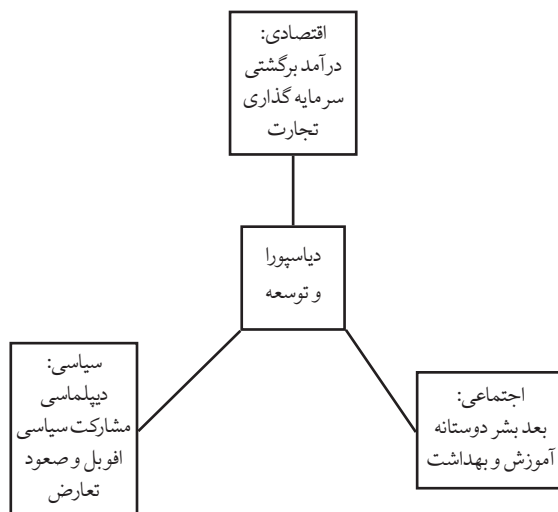 اقتصادی:
درآمد برگشتی
سرمایه گذاری
تجارت
دیاسپورا
و توسعه
سیاسی:
دیپلماسی
مشارکت سیاسی
افوبل و صعود
تعارض
اجتماعی:
بعد بشر دوستانه
آموزش و بهداشت